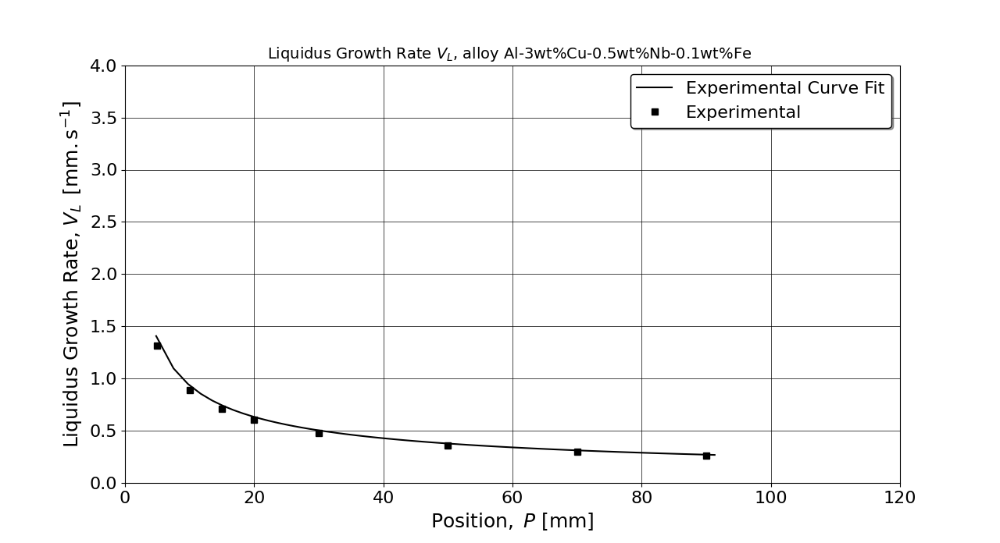 Liquidus Growth Rate V_L, alloy Al-3wt%Cu-0.5wt%Nb-0.1wt%Fe
Experimental Curve Fit
Experimental
Liquidus Growth Rate, V_L [mm.s⁻¹]
4.0
3.5
3.0
2.5
2.0
1.5
1.0
0.5
0.0
0 20 40 60 80 100 120
Position, P [mm]